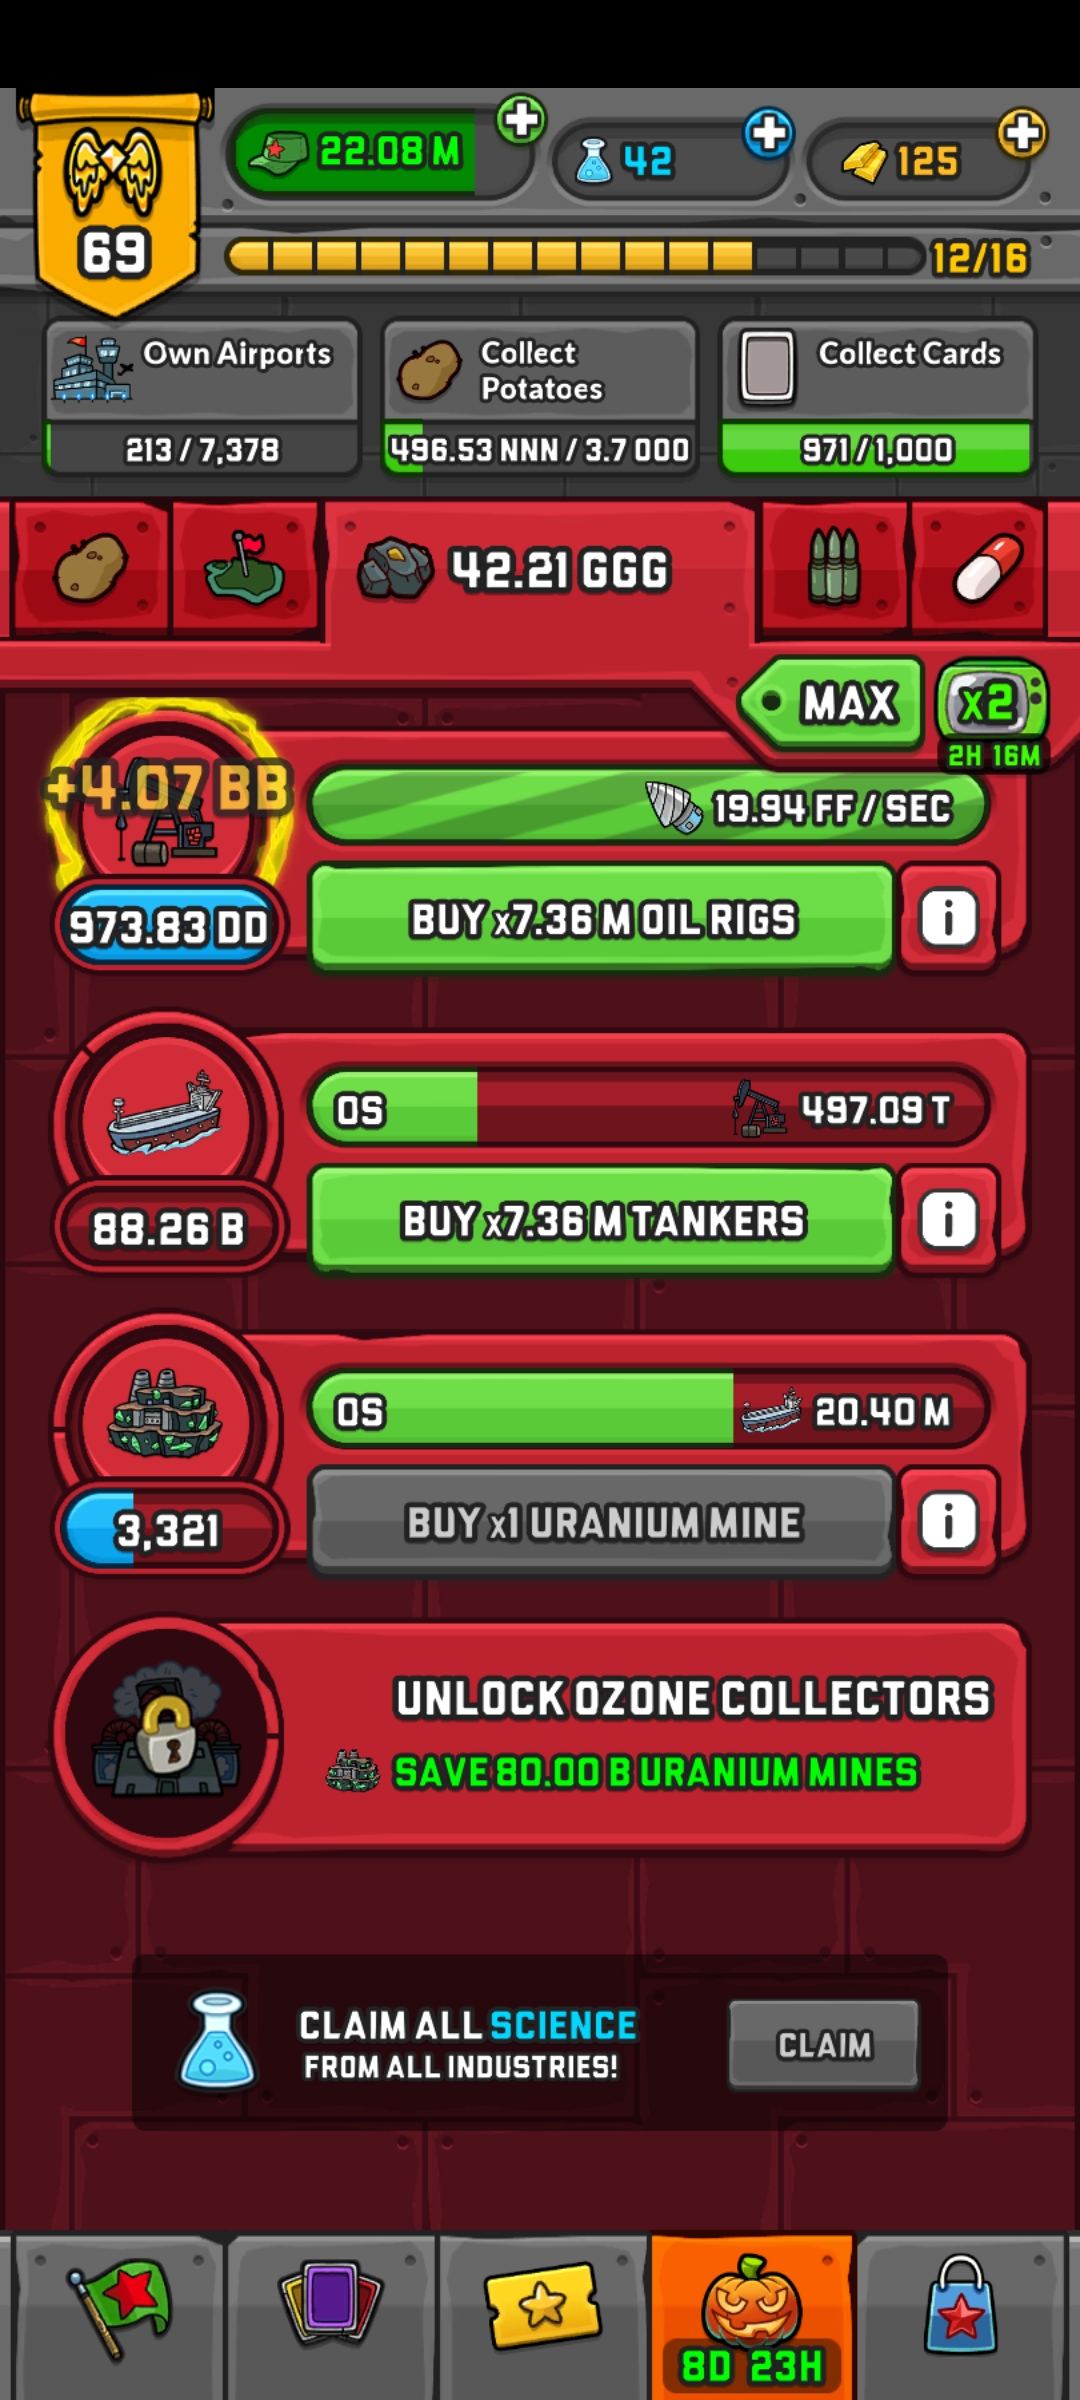 22.08 M
42
125
69
12/16
Own Airports
213 / 7,378
Collect
Potatoes
496.53 NNN / 3.7 OOO
Collect Cards
971 / 1,000
42.21 GGG
MAX
x2
2H 16M
+4.07 BB
19.94 FF / SEC
973.83 DD
BUY x7.36 M OIL RIGS
i
0S
497.09 T
88.26 B
BUY x7.36 M TANKERS
i
0S
20.40 M
3,321
BUY x1 URANIUM MINE
i
UNLOCK OZONE COLLECTORS
SAVE 80.00 B URANIUM MINES
CLAIM ALL SCIENCE
FROM ALL INDUSTRIES!
CLAIM
8D 23H